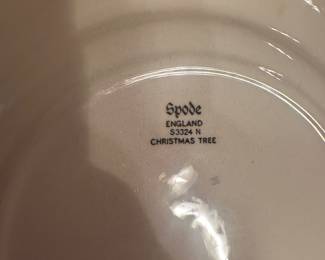 Spode
ENGLAND
S3324 N
CHRISTMAS TREE